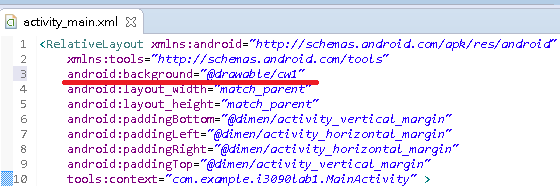 activity_main.xml
1 <RelativeLayout xmlns:android="http://schemas.android.com/apk/res/android"
2 xmlns:tools="http://schemas.android.com/tools"
3 android:background="@drawable/cw1"
4 android:layout_width="match_parent"
5 android:layout_height="match_parent"
6 android:paddingBottom="@dimen/activity_vertical_margin"
7 android:paddingLeft="@dimen/activity_horizontal_margin"
8 android:paddingRight="@dimen/activity_horizontal_margin"
9 android:paddingTop="@dimen/activity_vertical_margin"
10 tools:context="com.example.i3090lab1.MainActivity" >